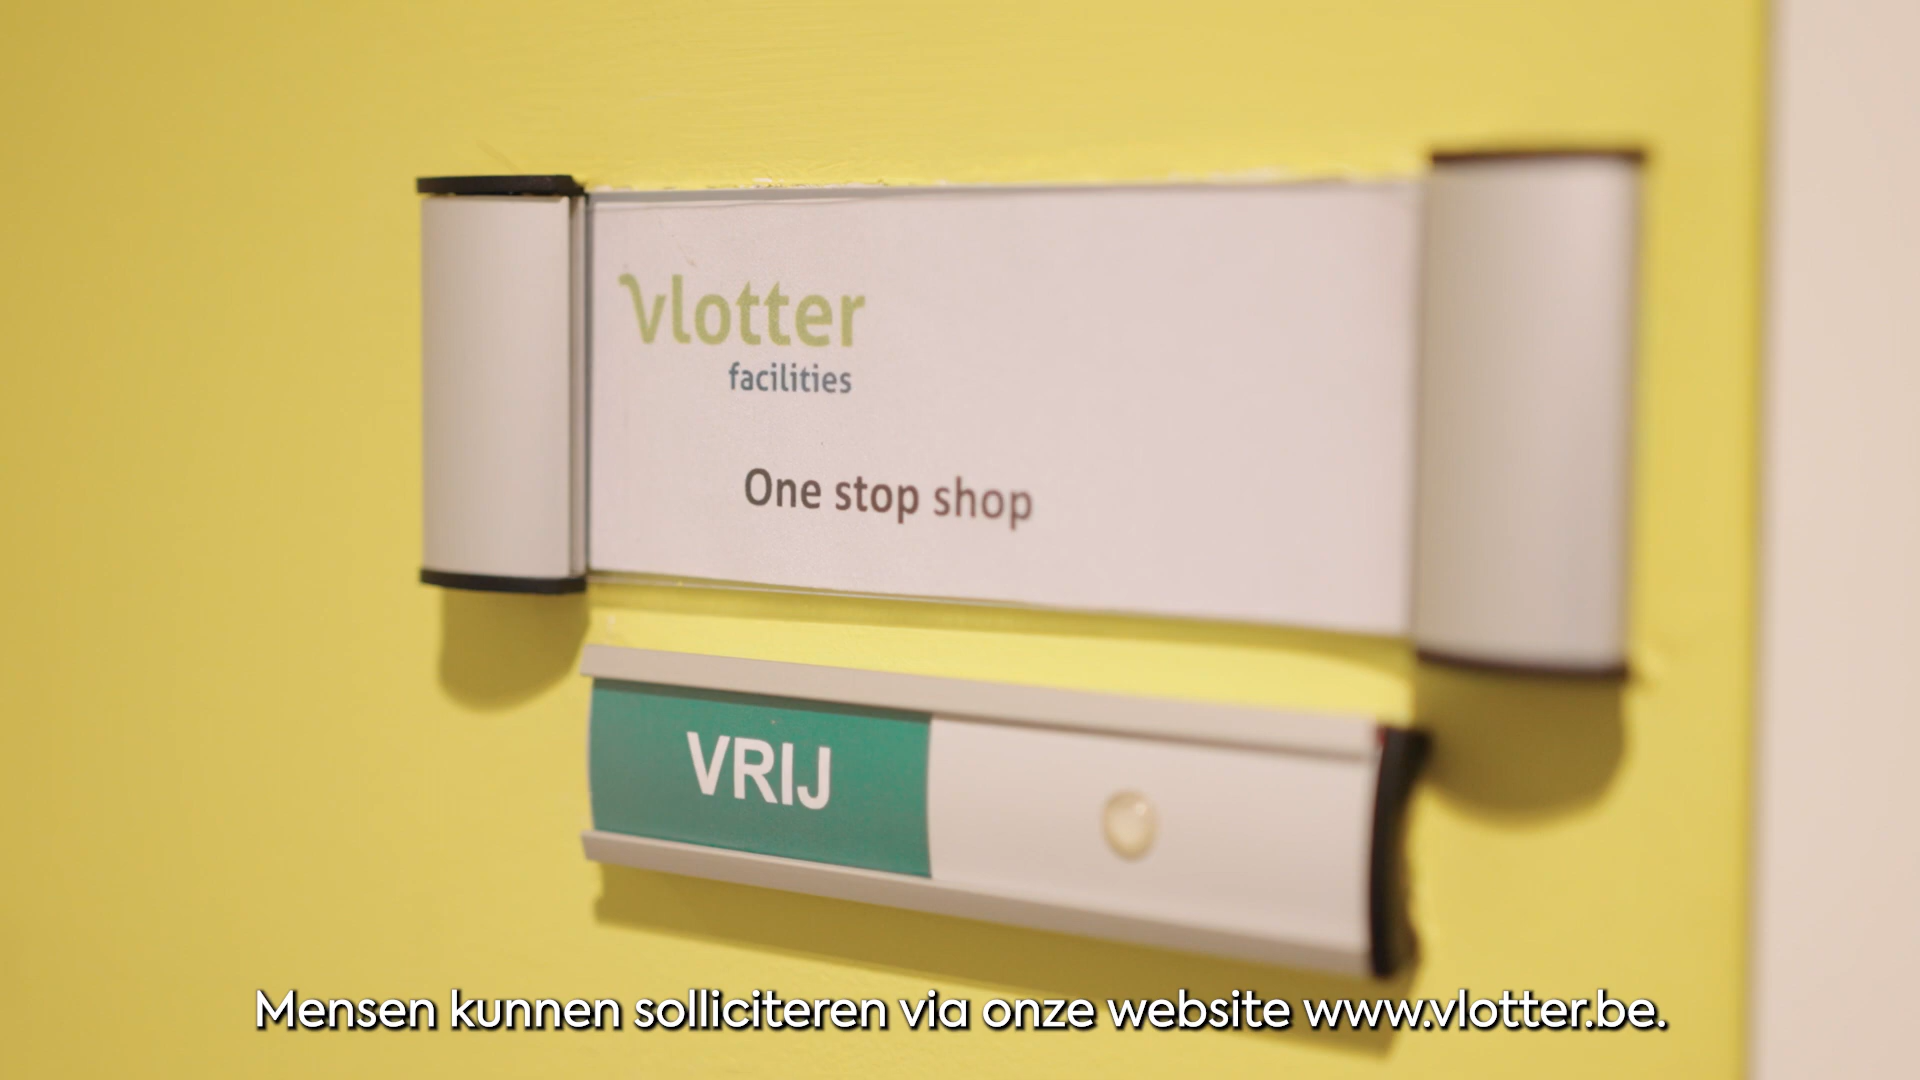 vlotter
facilities
One stop shop
VRIJ
Mensen kunnen solliciteren via onze website www.vlotter.be.